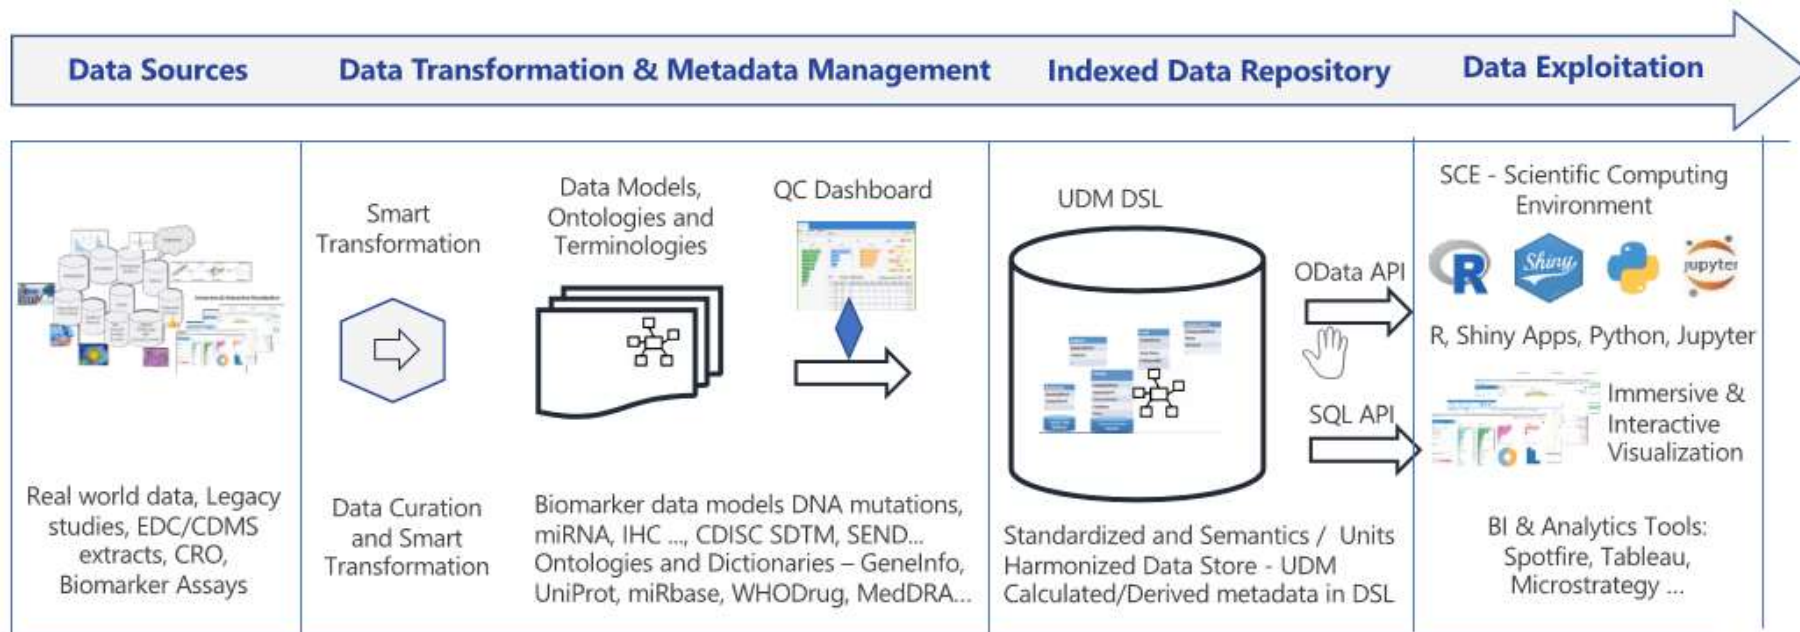 Data Sources
Data Transformation & Metadata Management
Indexed Data Repository
Data Exploitation
Real world data, Legacy
studies, EDC/CDMS
extracts, CRO,
Biomarker Assays
Smart
Transformation
Data Curation
and Smart
Transformation
Data Models,
Ontologies and
Terminologies
QC Dashboard
Biomarker data models DNA mutations,
miRNA, IHC ..., CDISC SDTM, SEND...
Ontologies and Dictionaries – GeneInfo,
UniProt, miRbase, WHODrug, MedDRA...
UDM DSL
OData API
SQL API
Standardized and Semantics / Units
Harmonized Data Store - UDM
Calculated/Derived metadata in DSL
SCE - Scientific Computing
Environment
R
Shiny
jupyter
R, Shiny Apps, Python, Jupyter
Immersive &
Interactive
Visualization
BI & Analytics Tools:
Spotfire, Tableau,
Microstrategy ...